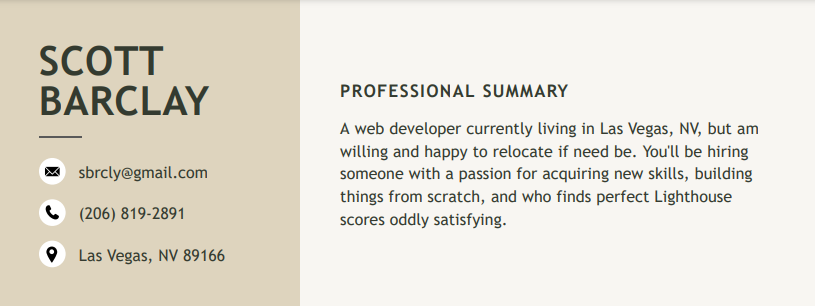 SCOTT
BARCLAY
sbrcly@gmail.com
(206) 819-2891
Las Vegas, NV 89166
PROFESSIONAL SUMMARY
A web developer currently living in Las Vegas, NV, but am
willing and happy to relocate if need be. You'll be hiring
someone with a passion for acquiring new skills, building
things from scratch, and who finds perfect Lighthouse
scores oddly satisfying.